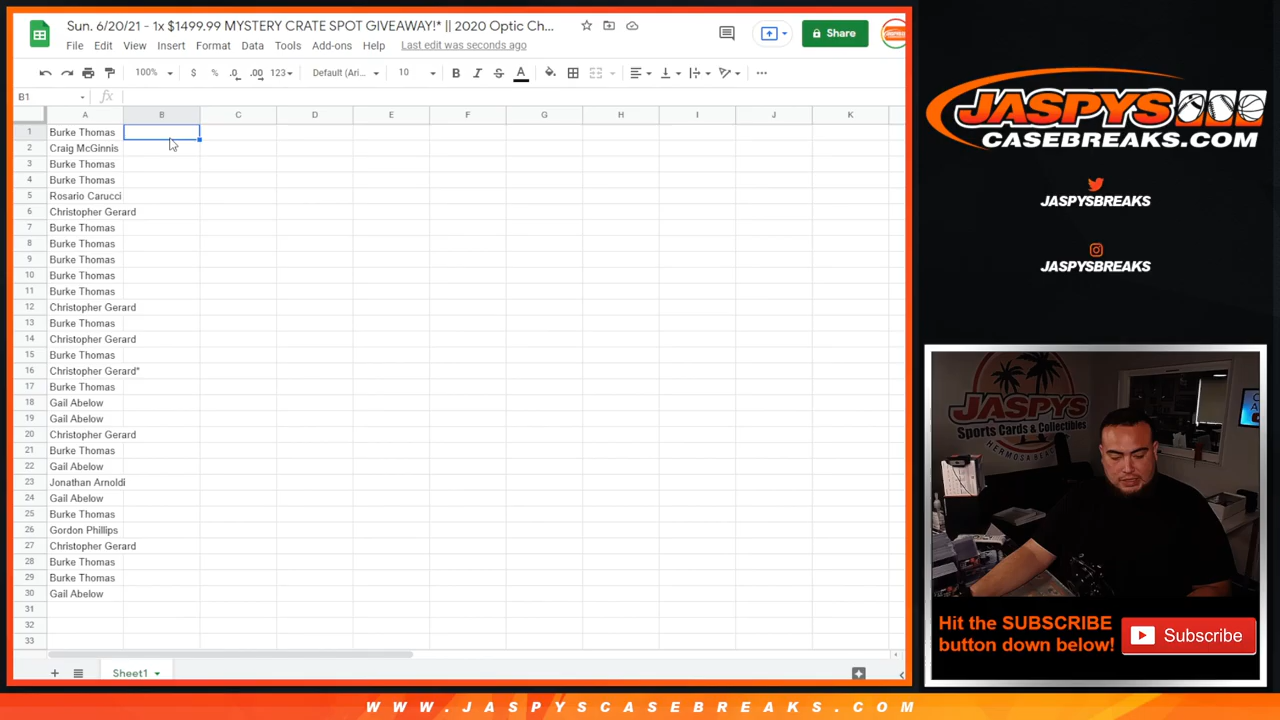 Sun. 6/20/21 - 1x $1499.99 MYSTERY CRATE SPOT GIVEAWAY!* || 2020 Optic Ch...
File Edit View Insert Format Data Tools Add-ons Help Last edit was seconds ago
Share
100% $ % .0 .00 123 Default (Ari... 10 B I S A
B1 fx
A B C D E F G H I J K
1 Burke Thomas
2 Craig McGinnis
3 Burke Thomas
4 Burke Thomas
5 Rosario Carucci
6 Christopher Gerard
7 Burke Thomas
8 Burke Thomas
9 Burke Thomas
10 Burke Thomas
11 Burke Thomas
12 Christopher Gerard
13 Burke Thomas
14 Christopher Gerard
15 Burke Thomas
16 Christopher Gerard*
17 Burke Thomas
18 Gail Abelow
19 Gail Abelow
20 Christopher Gerard
21 Burke Thomas
22 Gail Abelow
23 Jonathan Arnoldi
24 Gail Abelow
25 Burke Thomas
26 Gordon Phillips
27 Christopher Gerard
28 Burke Thomas
29 Burke Thomas
30 Gail Abelow
31
32
33
Sheet1
JASPYS
CASEBREAKS.COM
JASPYSBREAKS
JASPYSBREAKS
JASPYS
Sports Cards & Collectibles
HERMOSA BEACH
Hit the SUBSCRIBE
button down below!
Subscribe
WWW.JASPYSCASEBREAKS.COM